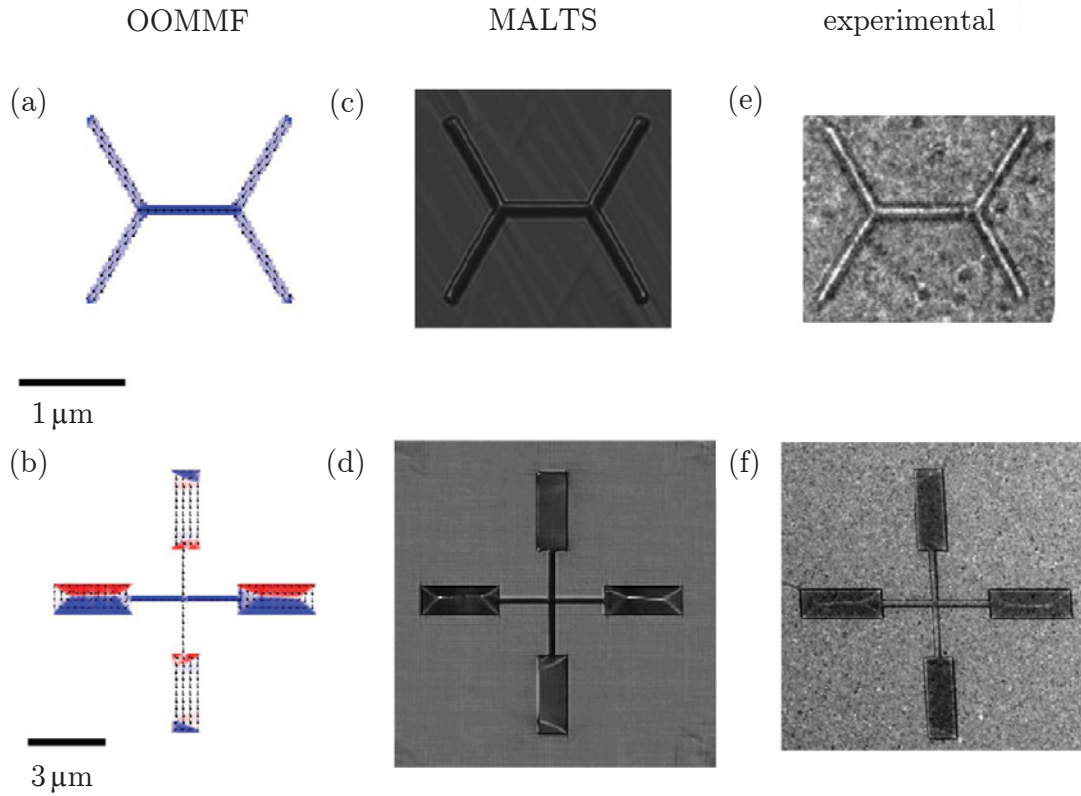 OOMMF MALTS experimental
(a) (c) (e)
1 µm
(b) (d) (f)
3 µm